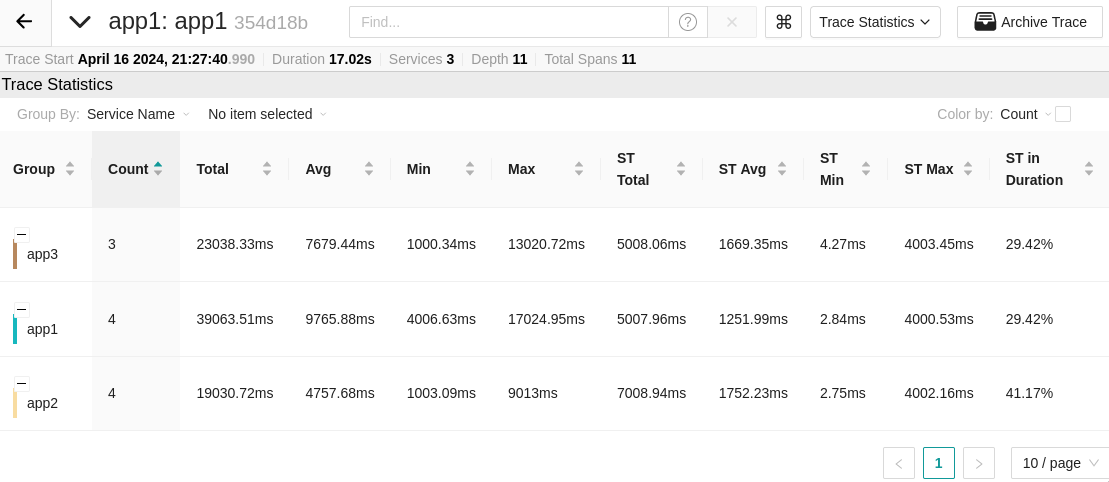 app1: app1 354d18b Find... Trace Statistics Archive Trace
Trace Start April 16 2024, 21:27:40.990 Duration 17.02s Services 3 Depth 11 Total Spans 11
Trace Statistics
Group By: Service Name No item selected Color by: Count
Group Count Total Avg Min Max ST Total ST Avg ST Min ST Max ST in Duration
app3 3 23038.33ms 7679.44ms 1000.34ms 13020.72ms 5008.06ms 1669.35ms 4.27ms 4003.45ms 29.42%
app1 4 39063.51ms 9765.88ms 4006.63ms 17024.95ms 5007.96ms 1251.99ms 2.84ms 4000.53ms 29.42%
app2 4 19030.72ms 4757.68ms 1003.09ms 9013ms 7008.94ms 1752.23ms 2.75ms 4002.16ms 41.17%
1 10 / page